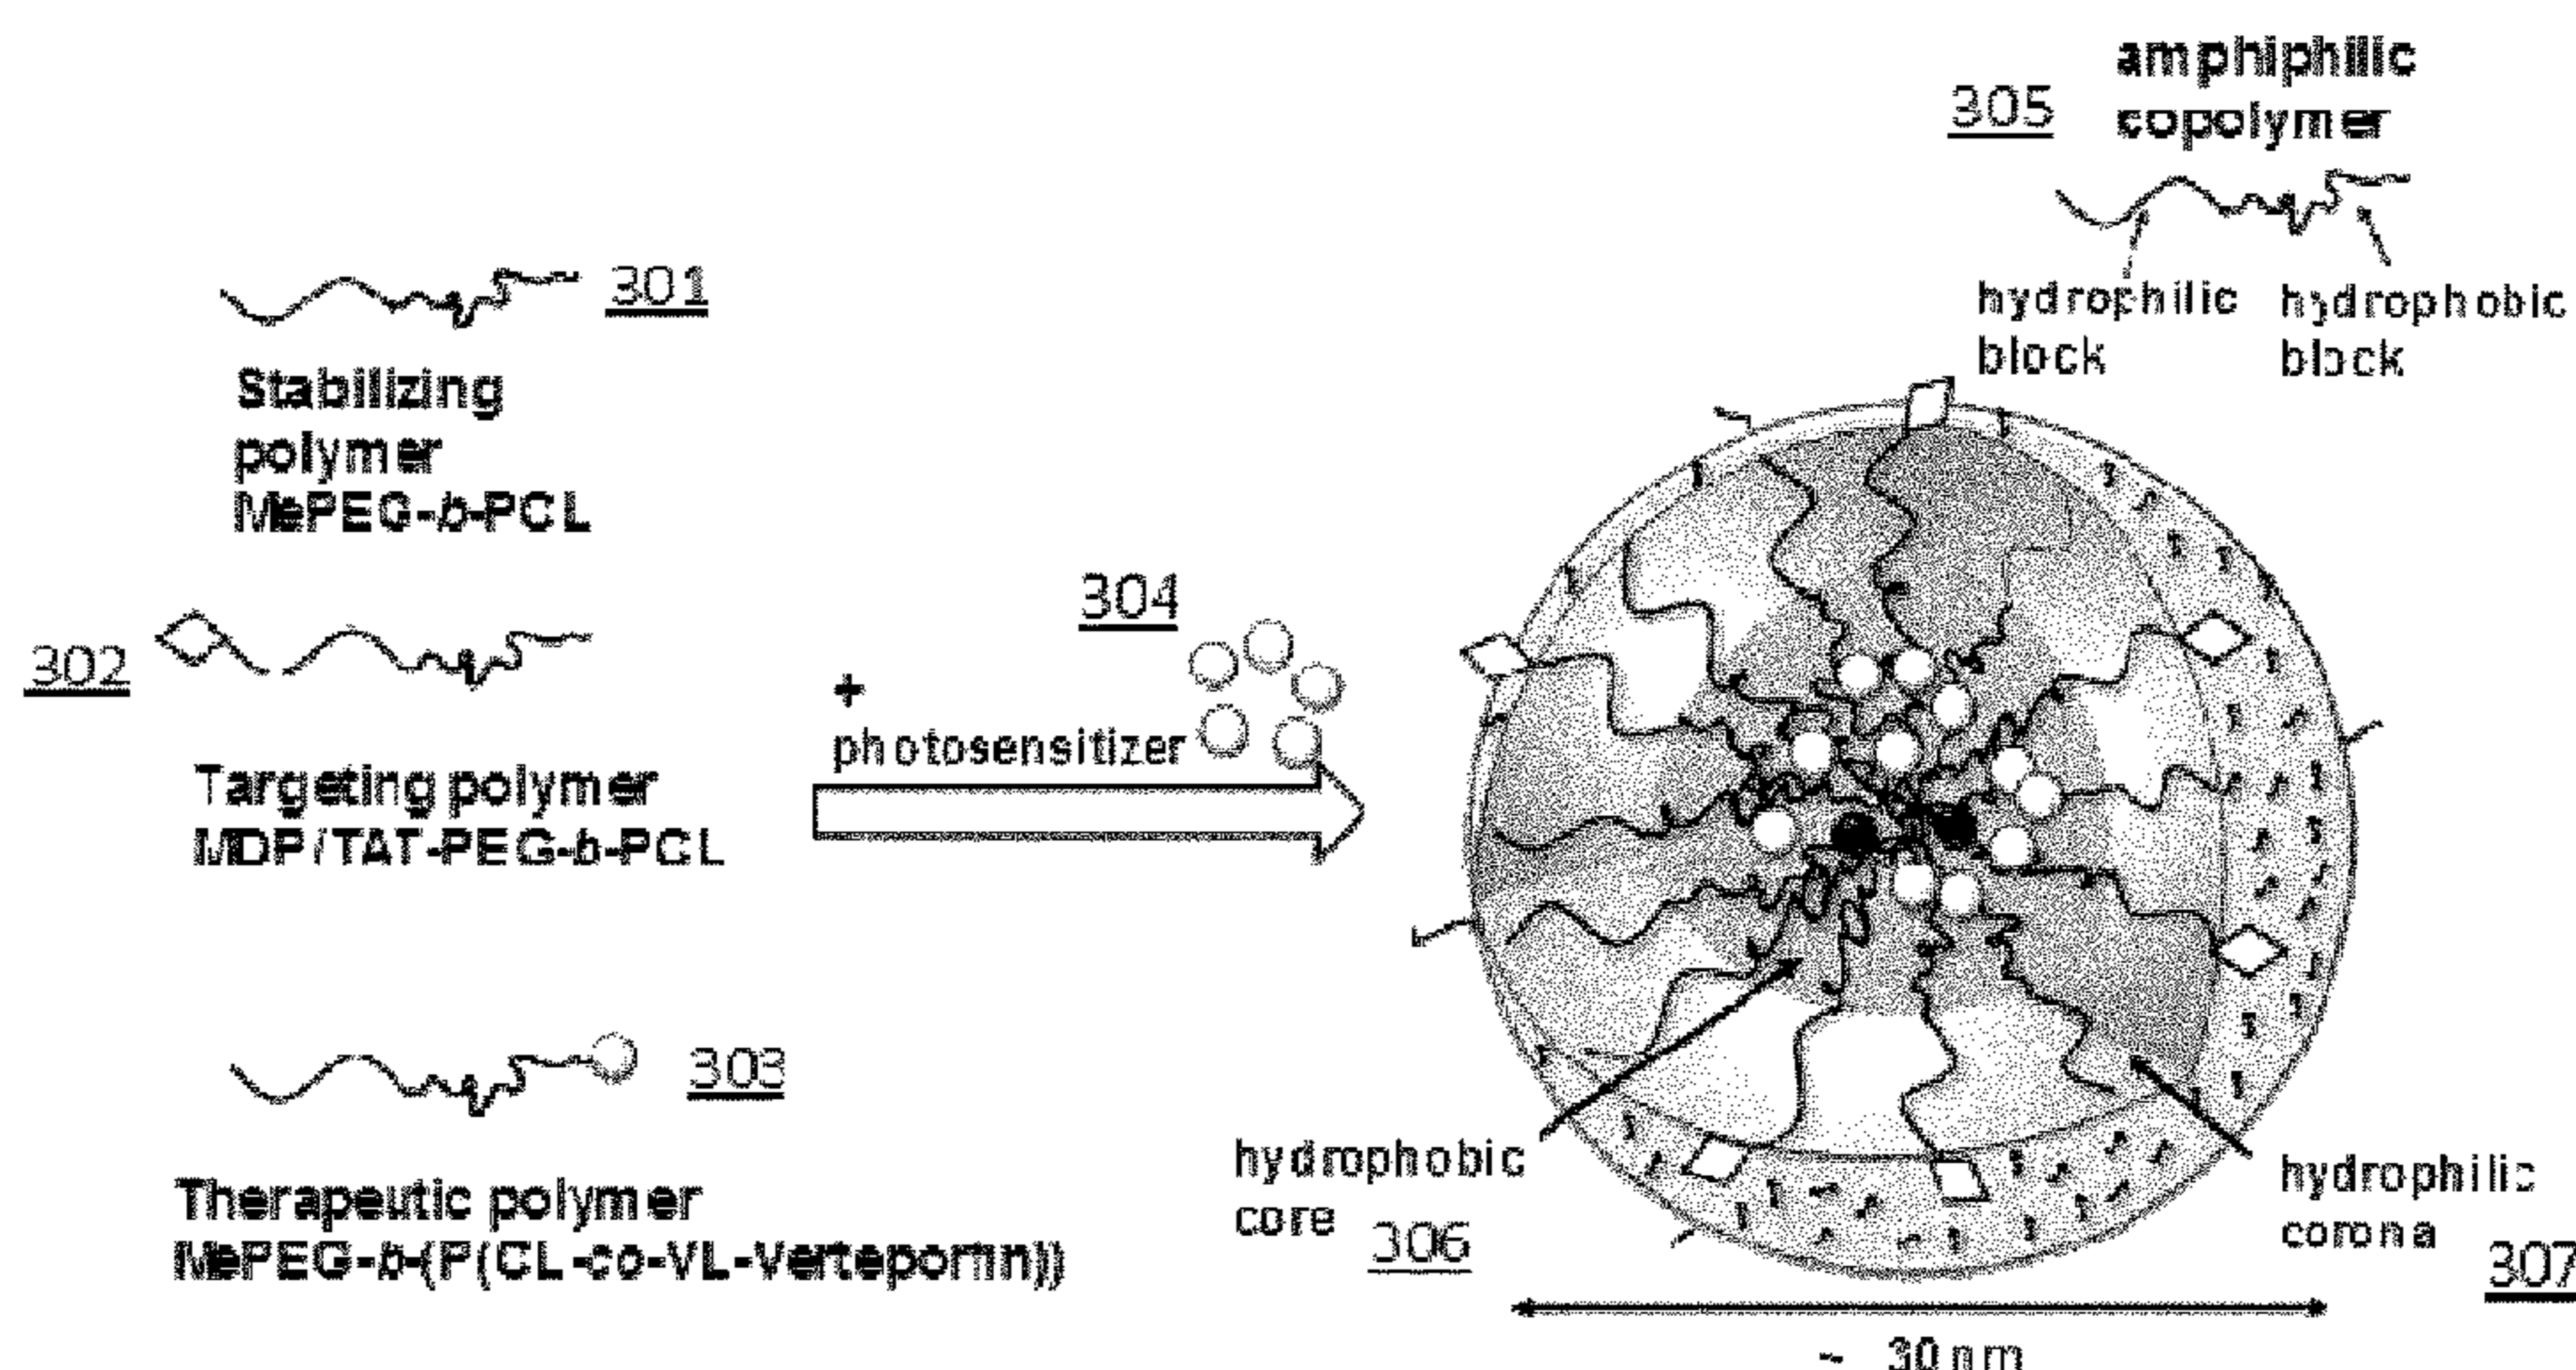 305
amphiphilic
copolymer
hydrophilic
block
hydrophobic
block
301
Stabilizing
polymer
MePEG-b-PCL
302
Targeting polymer
MDP/TAT-PEG-b-PCL
304
+
photosensitizer
303
Therapeutic polymer
MePEG-b-(P(CL-co-VL-Verteporfin))
hydrophobic
core 306
hydrophilic
corona
307
~ 30 nm